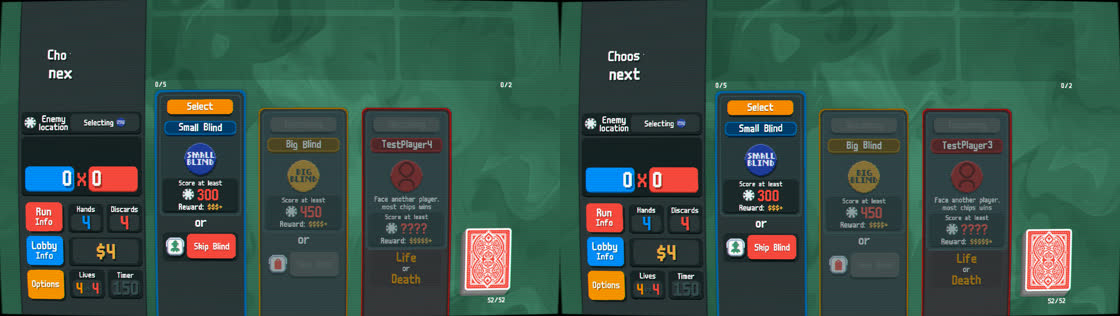 Cho
nex
Enemy location
Selecting
0 X 0
Run Info
Hands
4
Discards
4
Lobby Info
$4
Options
Lives
4-4
Timer
150
0/5
Select
Small Blind
SMALL BLIND
Score at least
300
Reward: $$$+
or
Skip Blind
Big Blind
BIG BLIND
Score at least
450
Reward: $$$$+
or
TestPlayer4
Face another player,
most chips wins
Score at least
????
Reward: $$$$$+
Life
or
Death
0/2
52/52
Choos
next
Enemy location
Selecting
0 X 0
Run Info
Hands
4
Discards
4
Lobby Info
$4
Options
Lives
4-4
Timer
150
0/5
Select
Small Blind
SMALL BLIND
Score at least
300
Reward: $$$+
or
Skip Blind
Big Blind
BIG BLIND
Score at least
450
Reward: $$$$+
or
TestPlayer3
Face another player,
most chips wins
Score at least
????
Reward: $$$$$+
Life
or
Death
0/2
52/52